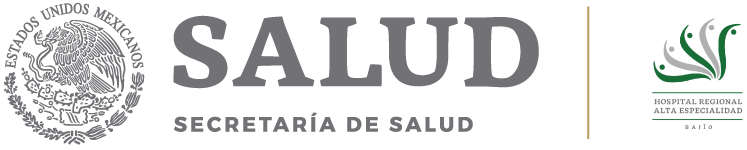 ESTADOS UNIDOS MEXICANOS
SALUD
SECRETARÍA DE SALUD
HOSPITAL REGIONAL
ALTA ESPECIALIDAD
BAJÍO